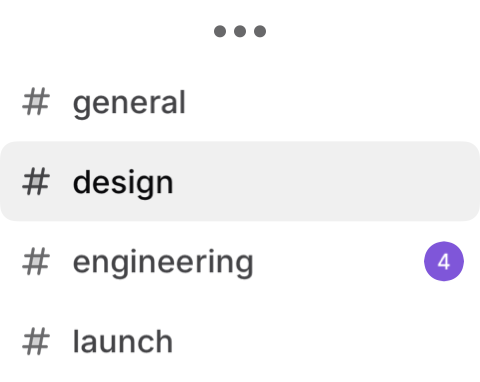 # general
# design
# engineering 4
# launch